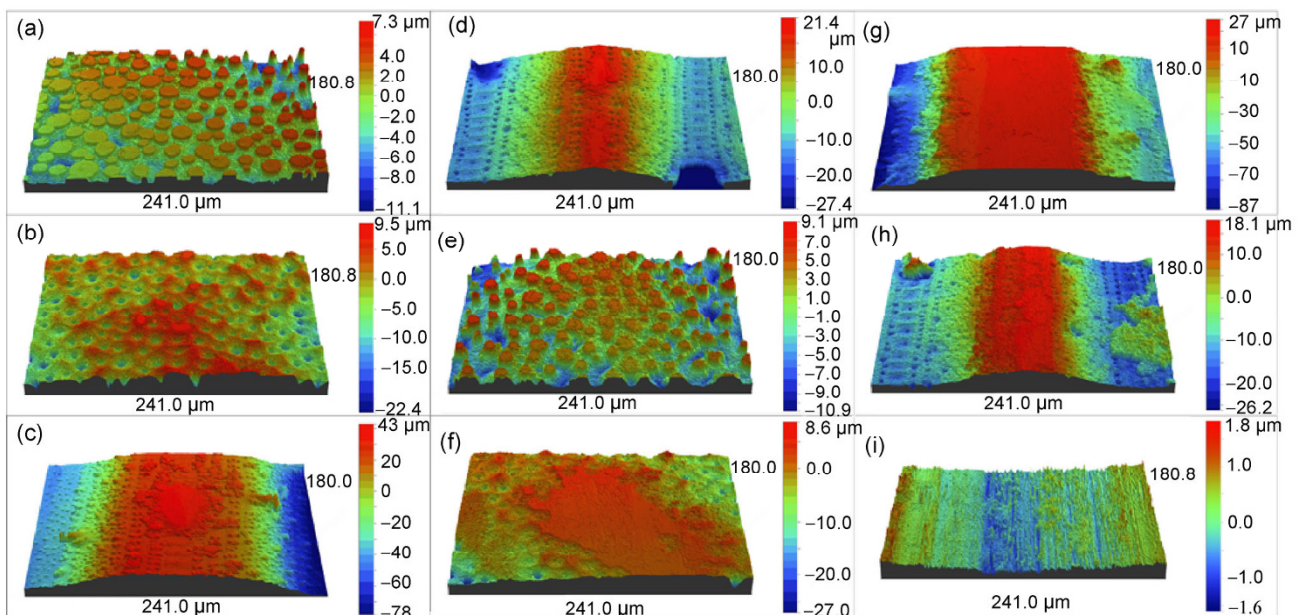 (a)
7.3 µm
4.0
2.0
0.0
−2.0
−4.0
−6.0
−8.0
−11.1
180.8
241.0 µm
(d)
21.4
µm
10.0
0.0
−10.0
−20.0
−27.4
180.0
241.0 µm
(g)
27 µm
10
−10
−30
−50
−70
−87
180.0
241.0 µm
(b)
9.5 µm
5.0
0.0
−5.0
−10.0
−15.0
−22.4
180.8
241.0 µm
(e)
9.1 µm
7.0
5.0
3.0
1.0
−1.0
−3.0
−5.0
−7.0
−9.0
−10.9
180.0
241.0 µm
(h)
18.1 µm
10.0
0.0
−10.0
−20.0
−26.2
180.0
241.0 µm
(c)
43 µm
20
0
−20
−40
−60
−78
180.0
241.0 µm
(f)
8.6 µm
0.0
−10.0
−20.0
−27.0
180.0
241.0 µm
(i)
1.8 µm
1.0
0.0
−1.0
−1.6
180.8
241.0 µm